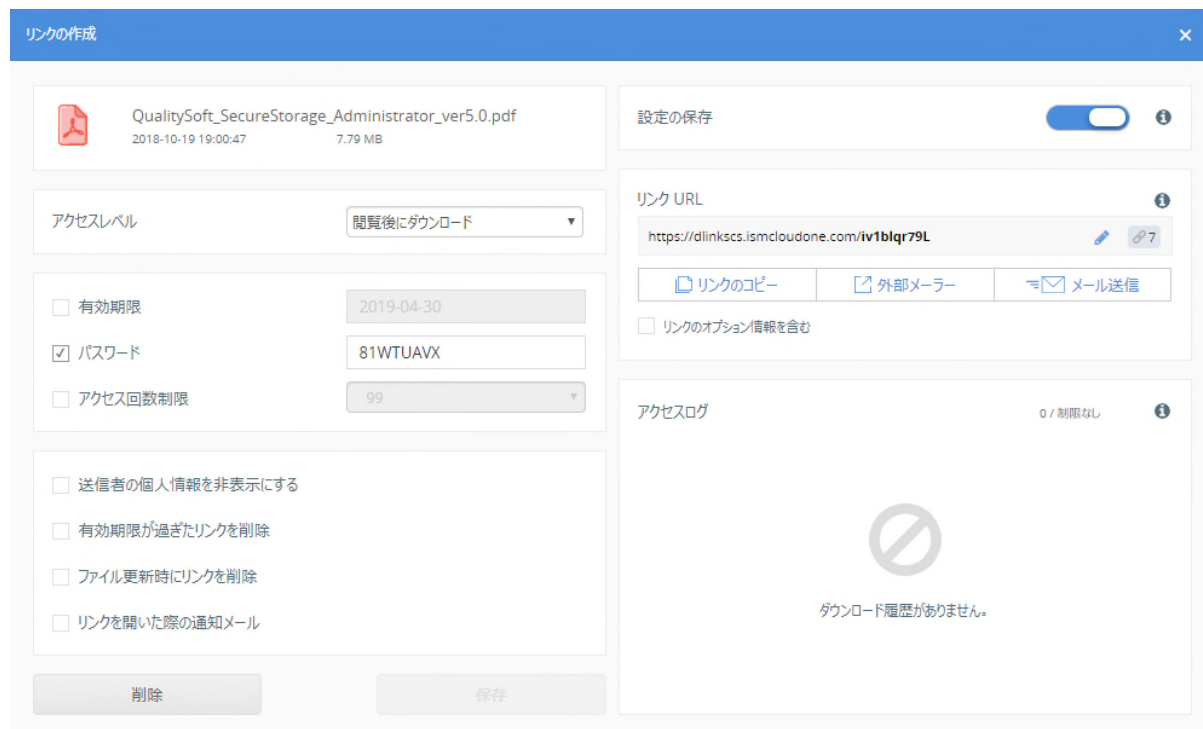 リンクの作成
QualitySoft_SecureStorage_Administrator_ver5.0.pdf
2018-10-19 19:00:47 7.79 MB
アクセスレベル 閲覧後にダウンロード
有効期限 2019-04-30
パスワード 81WTUAVX
アクセス回数制限 99
送信者の個人情報を非表示にする
有効期限が過ぎたリンクを削除
ファイル更新時にリンクを削除
リンクを開いた際の通知メール
削除 保存
設定の保存
リンク URL
https://dlinkscs.ismcloudone.com/iv1blqr79L 7
リンクのコピー 外部メーラー メール送信
リンクのオプション情報を含む
アクセスログ 0 / 制限なし
ダウンロード履歴がありません。